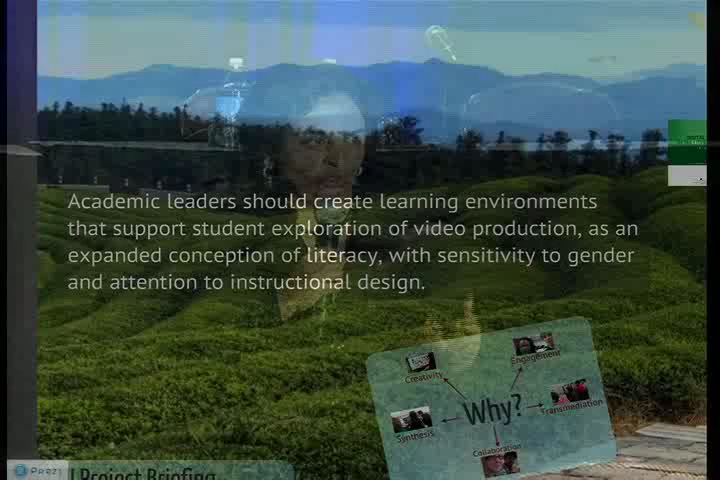 Academic leaders should create learning environments
that support student exploration of video production, as an
expanded conception of literacy, with sensitivity to gender
and attention to instructional design.
Engagement
Creativity
Why?
Transmediation
Synthesis
Collaboration
Prezi
Project Briefing